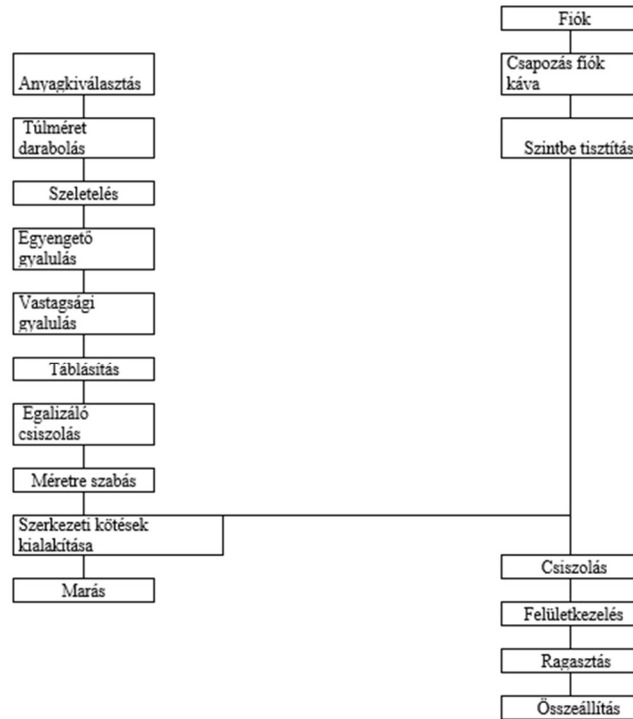 Anyagkiválasztás
Túlméret
darabolás
Szeletelés
Egyengető
gyalulás
Vastagsági
gyalulás
Táblásítás
Egalizáló
csiszolás
Méretre szabás
Szerkezeti kötések
kialakítása
Marás
Fiók
Csapozás fiók
káva
Szintbe tisztítás
Csiszolás
Felületkezelés
Ragasztás
Összeállítás